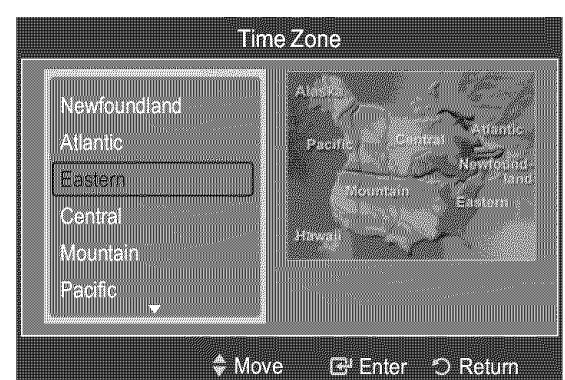 Time Zone
Newfoundland
Atlantic
Eastern
Central
Mountain
Pacific
Alaska
Pacific
Central
Atlantic
Newfound-
land
Mountain
Eastern
Hawaii
Move Enter Return